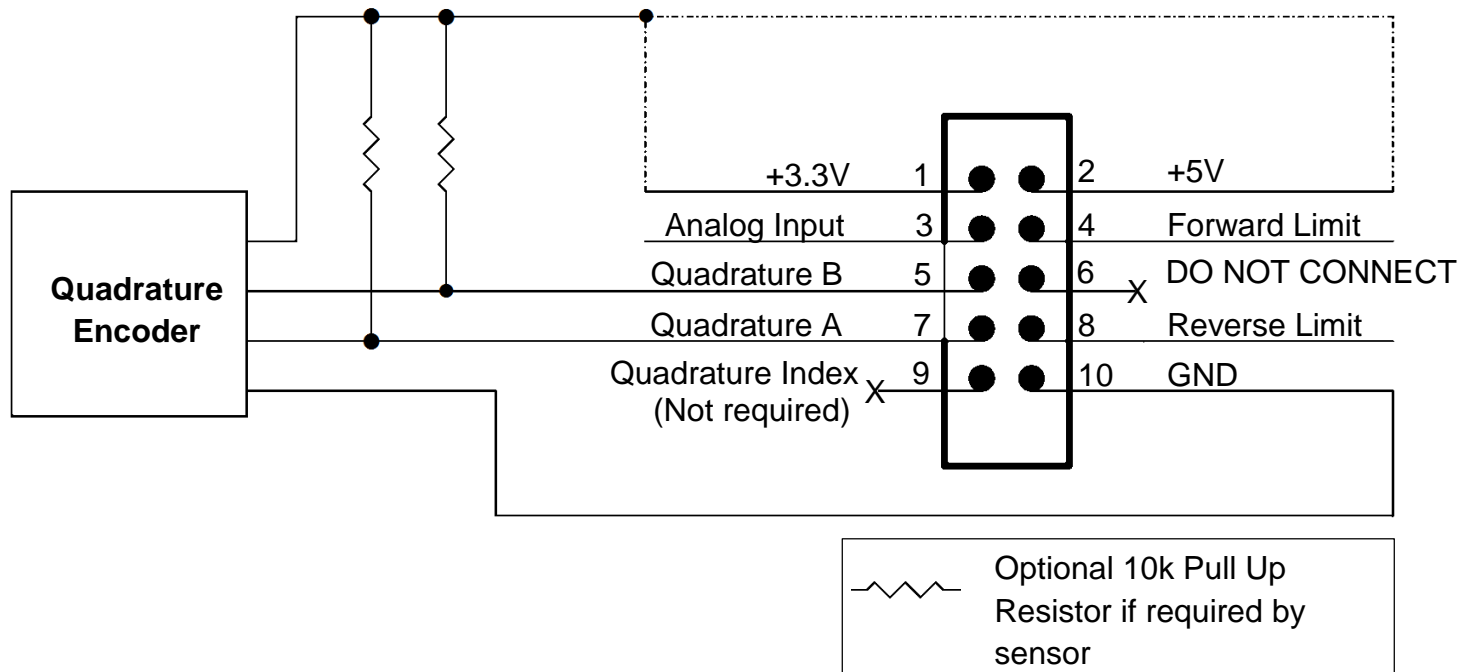 +3.3V 1 2 +5V
Analog Input 3 4 Forward Limit
Quadrature B 5 6 X DO NOT CONNECT
Quadrature A 7 8 Reverse Limit
Quadrature Index X 9 10 GND
(Not required)
Quadrature
Encoder
Optional 10k Pull Up
Resistor if required by
sensor